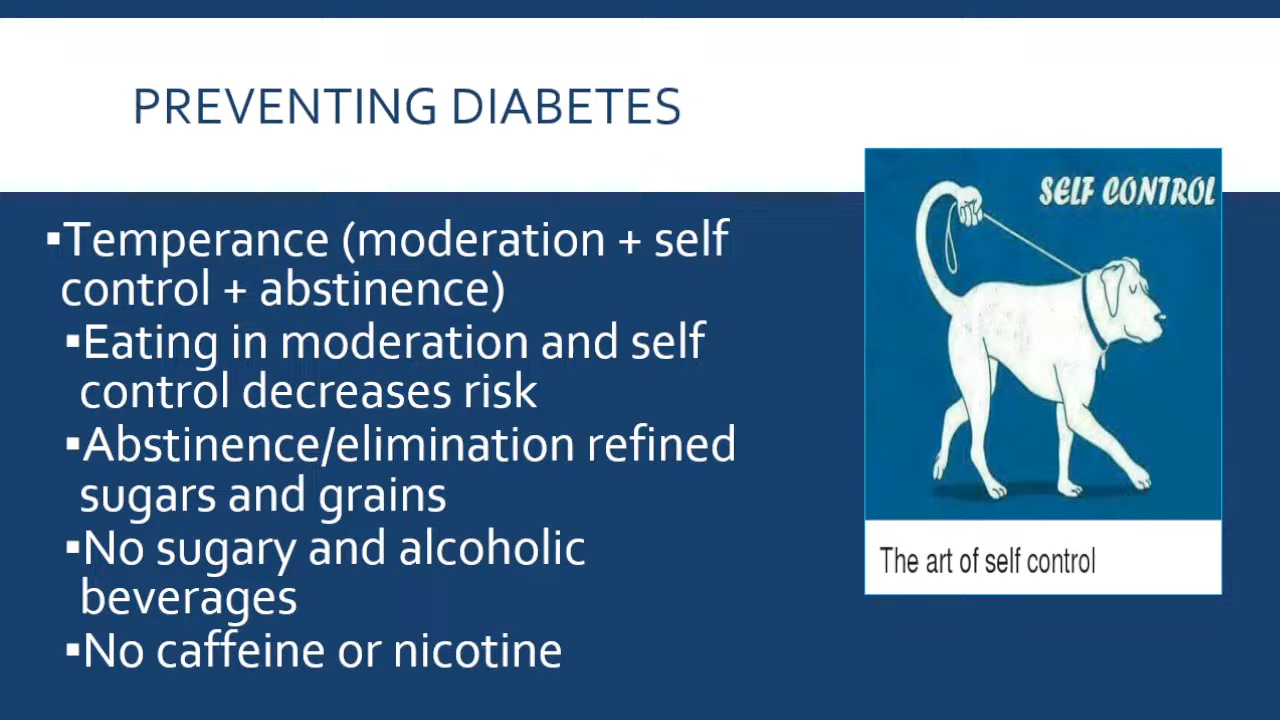 PREVENTING DIABETES
▪Temperance (moderation + self
control + abstinence)
▪Eating in moderation and self
control decreases risk
▪Abstinence/elimination refined
sugars and grains
▪No sugary and alcoholic
beverages
▪No caffeine or nicotine
SELF CONTROL
The art of self control